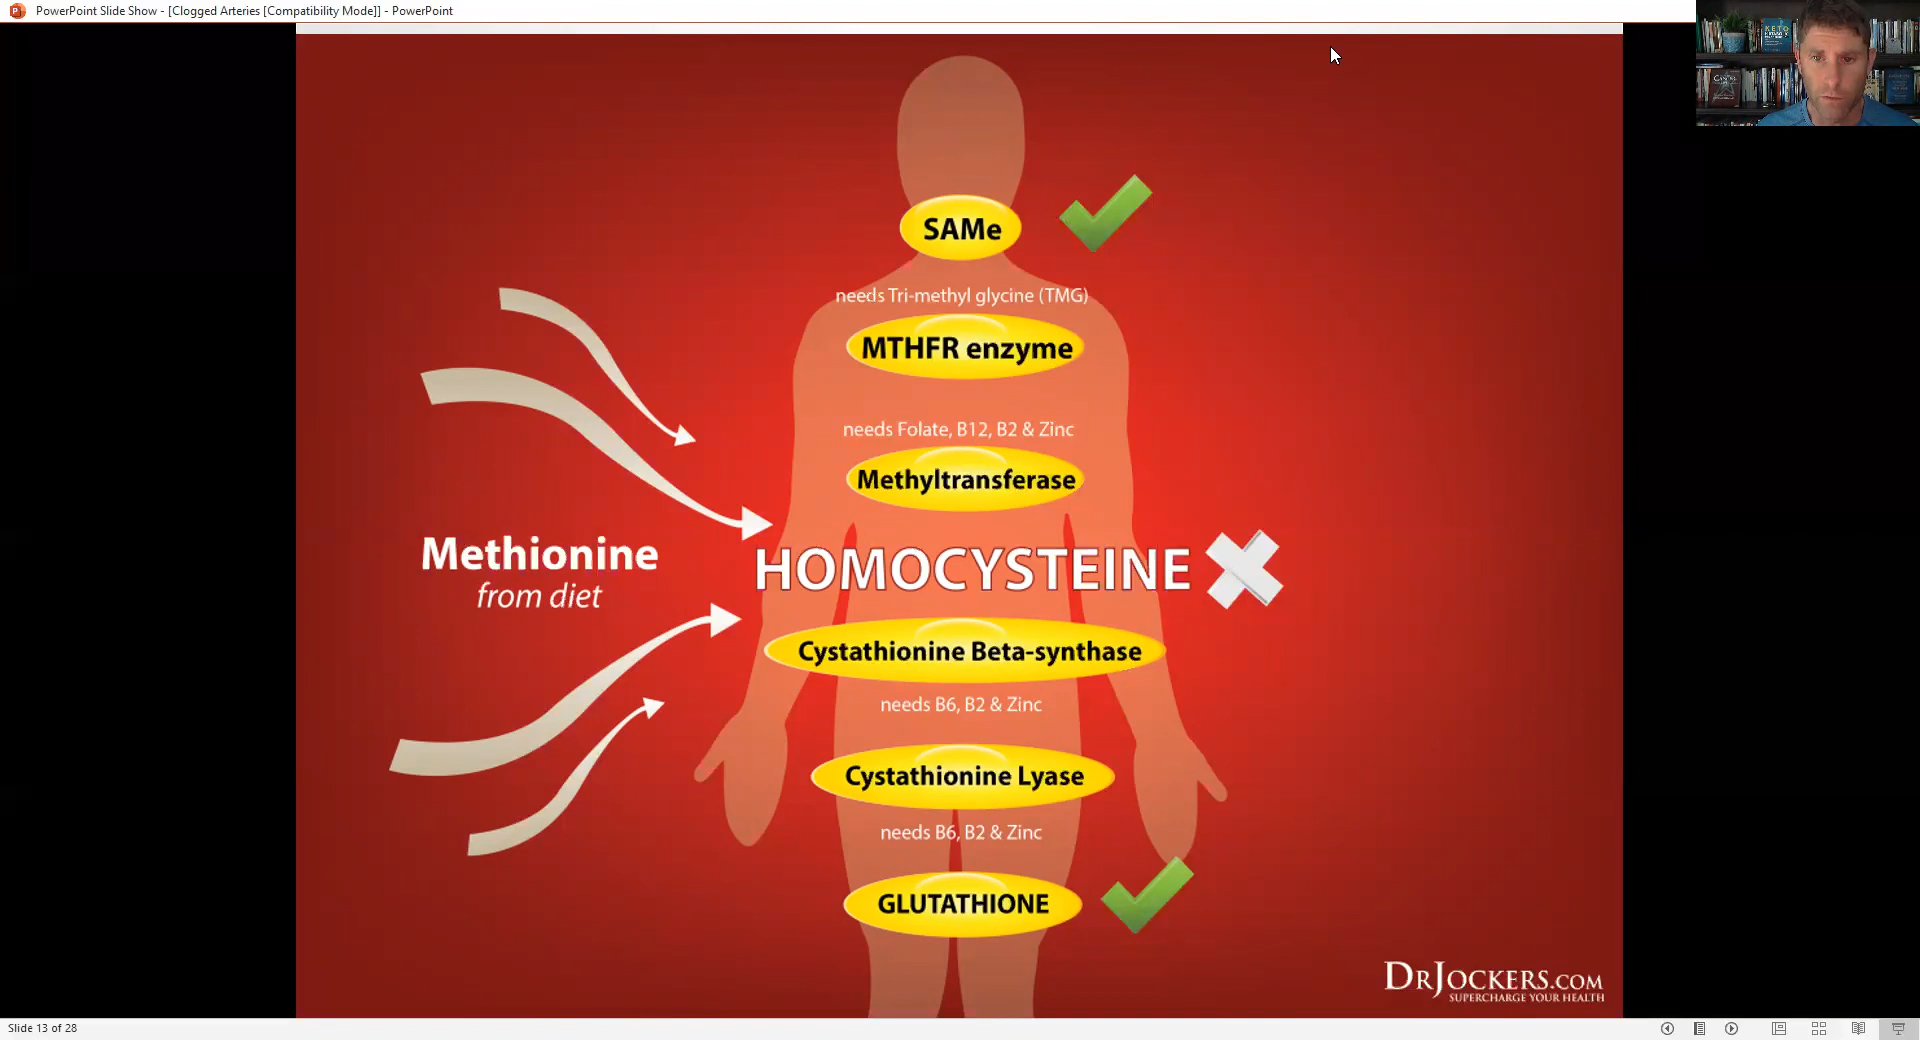 PowerPoint Slide Show - [Clogged Arteries [Compatibility Mode]] - PowerPoint
KETO
SAMe
needs Tri-methyl glycine (TMG)
MTHFR enzyme
needs Folate, B12, B2 & Zinc
Methyltransferase
Methionine
from diet
HOMOCYSTEINE
Cystathionine Beta-synthase
needs B6, B2 & Zinc
Cystathionine Lyase
needs B6, B2 & Zinc
GLUTATHIONE
DRJOCKERS.COM
SUPERCHARGE YOUR HEALTH
Slide 13 of 28